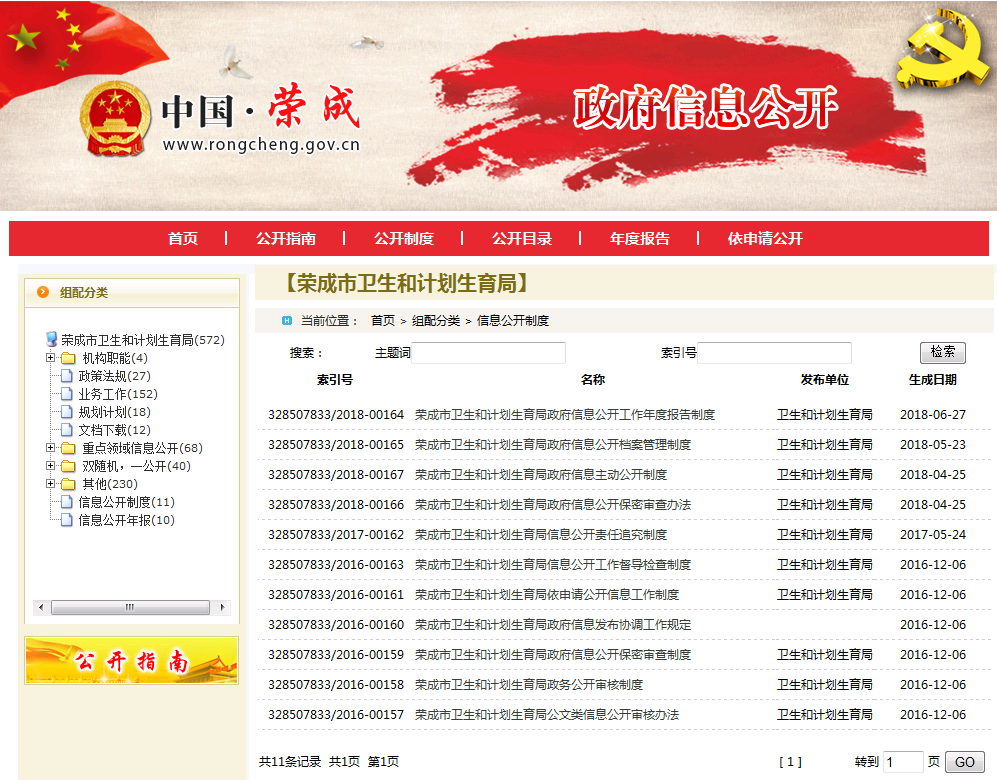 中国·荣成
www.rongcheng.gov.cn
政府信息公开
首页 公开指南 公开制度 公开目录 年度报告 依申请公开
组配分类
荣成市卫生和计划生育局(572)
机构职能(4)
政策法规(27)
业务工作(152)
规划计划(18)
文档下载(12)
重点领域信息公开(68)
双随机，一公开(40)
其他(230)
信息公开制度(11)
信息公开年报(10)
公开指南
【荣成市卫生和计划生育局】
当前位置： 首页 > 组配分类 > 信息公开制度
搜索： 主题词 索引号 检索
索引号 名称 发布单位 生成日期
328507833/2018-00164 荣成市卫生和计划生育局政府信息公开工作年度报告制度 卫生和计划生育局 2018-06-27
328507833/2018-00165 荣成市卫生和计划生育局政府信息公开档案管理制度 卫生和计划生育局 2018-05-23
328507833/2018-00167 荣成市卫生和计划生育局政府信息主动公开制度 卫生和计划生育局 2018-04-25
328507833/2018-00166 荣成市卫生和计划生育局政府信息公开保密审查办法 卫生和计划生育局 2018-04-25
328507833/2017-00162 荣成市卫生和计划生育局信息公开责任追究制度 卫生和计划生育局 2017-05-24
328507833/2016-00163 荣成市卫生和计划生育局信息公开工作督导检查制度 卫生和计划生育局 2016-12-06
328507833/2016-00161 荣成市卫生和计划生育局依申请公开信息工作制度 卫生和计划生育局 2016-12-06
328507833/2016-00160 荣成市卫生和计划生育局政府信息发布协调工作规定 2016-12-06
328507833/2016-00159 荣成市卫生和计划生育局政府信息公开保密审查制度 卫生和计划生育局 2016-12-06
328507833/2016-00158 荣成市卫生和计划生育局政务公开审核制度 卫生和计划生育局 2016-12-06
328507833/2016-00157 荣成市卫生和计划生育局公文类信息公开审核办法 卫生和计划生育局 2016-12-06
共11条记录 共1页 第1页 [ 1 ] 转到 1 页 GO